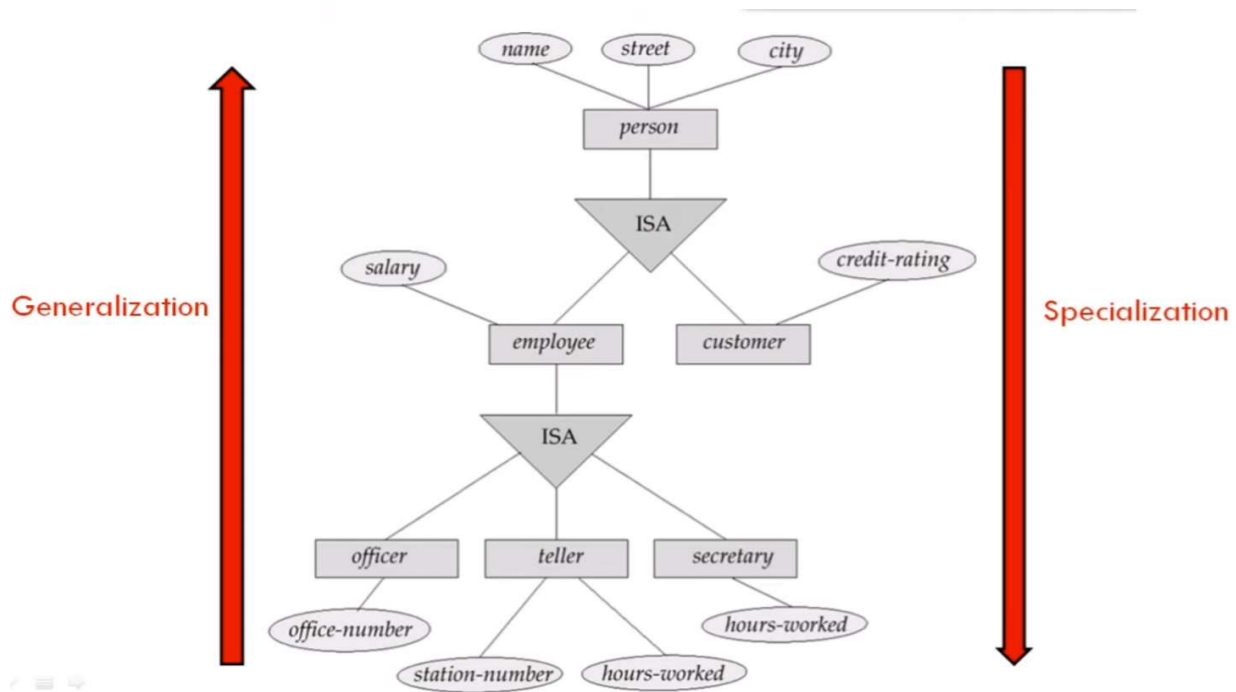 name
street
city
person
ISA
salary
credit-rating
Generalization
Specialization
employee
customer
ISA
officer
teller
secretary
office-number
hours-worked
station-number
hours-worked